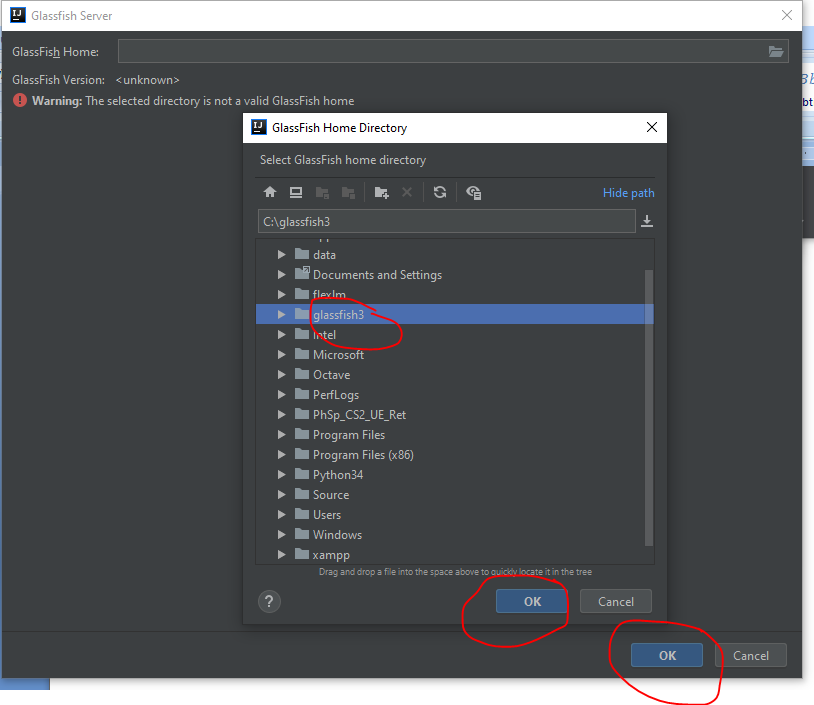 Glassfish Server
GlassFish Home:
GlassFish Version: <unknown>
Warning: The selected directory is not a valid GlassFish home
GlassFish Home Directory
Select GlassFish home directory
Hide path
C:\glassfish3
data
Documents and Settings
flexlm
glassfish3
Intel
Microsoft
Octave
PerfLogs
PhSp_CS2_UE_Ret
Program Files
Program Files (x86)
Python34
Source
Users
Windows
xampp
Drag and drop a file into the space above to quickly locate it in the tree
? OK Cancel
OK Cancel